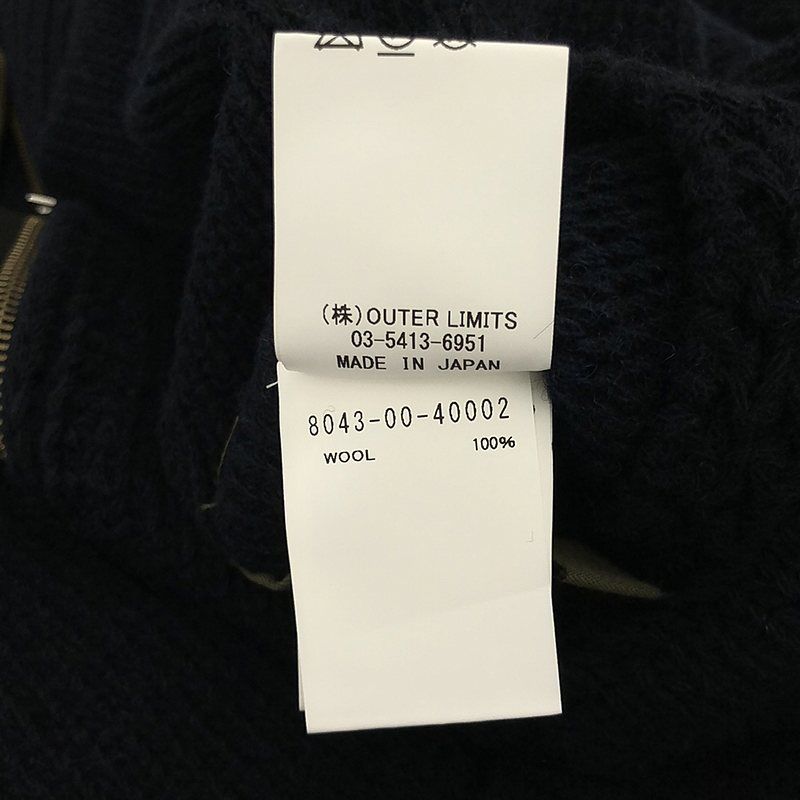 (株)OUTER LIMITS
03-5413-6951
MADE IN JAPAN
8043-00-40002
WOOL 100%